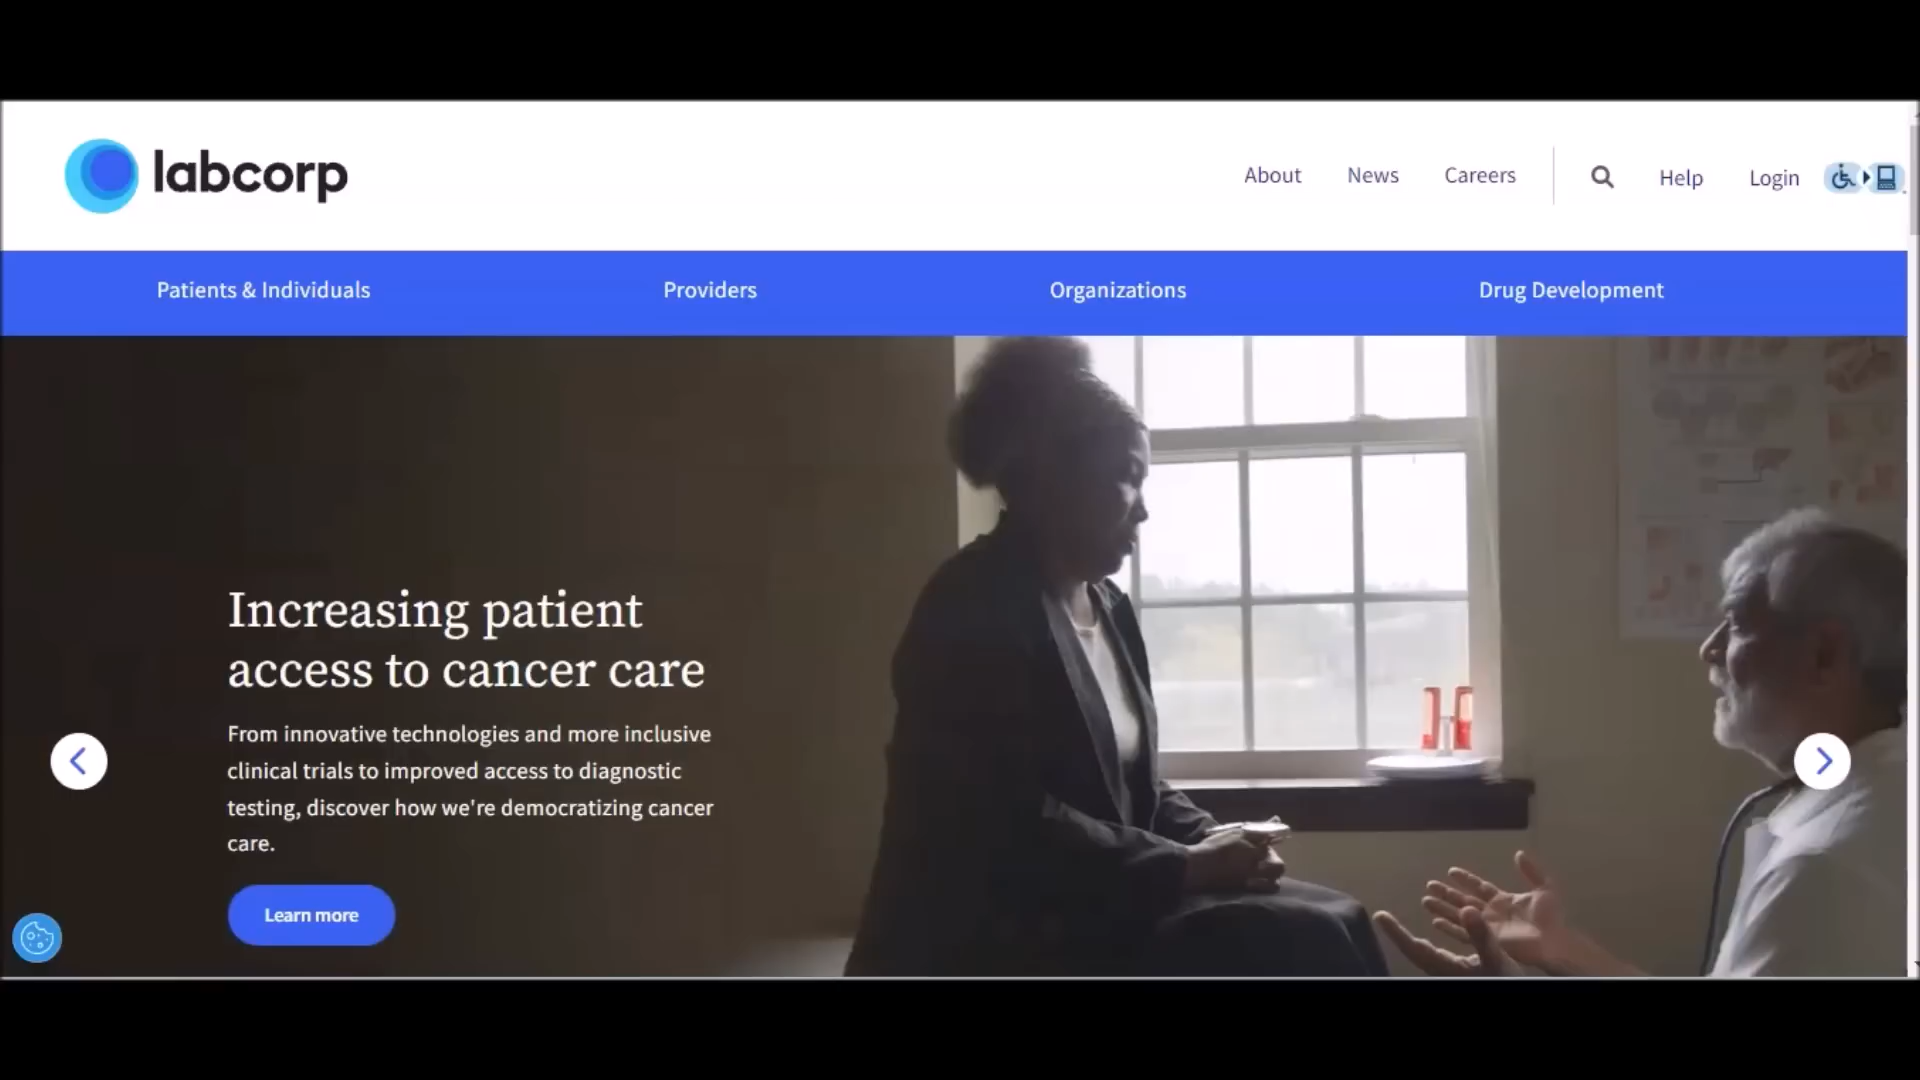 labcorp
About News Careers Help Login
Patients & Individuals Providers Organizations Drug Development
Increasing patient
access to cancer care
From innovative technologies and more inclusive
clinical trials to improved access to diagnostic
testing, discover how we're democratizing cancer
care.
Learn more